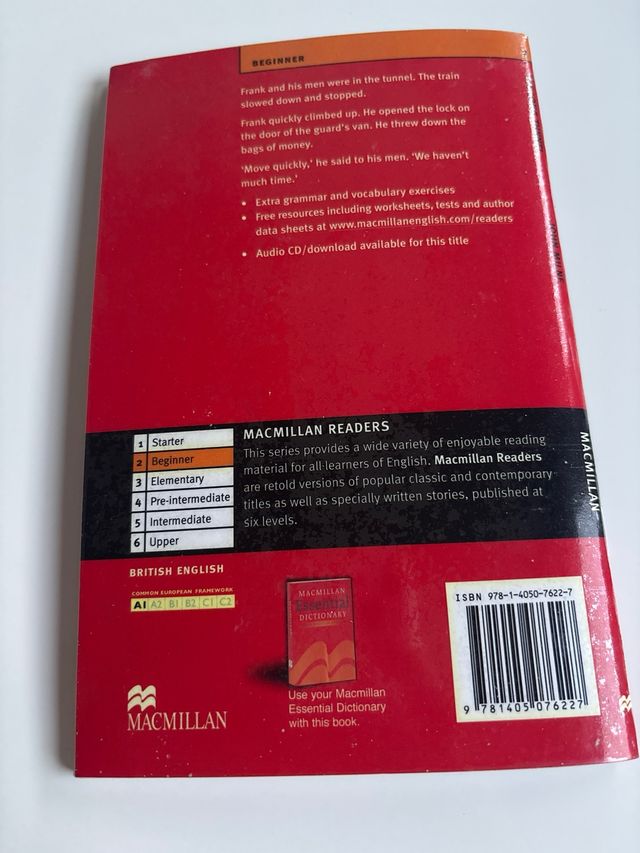 BEGINNER
Frank and his men were in the tunnel. The train
slowed down and stopped.
Frank quickly climbed up. He opened the lock on
the door of the guard's van. He threw down the
bags of money.
'Move quickly,' he said to his men. 'We haven't
much time.'
• Extra grammar and vocabulary exercises
• Free resources including worksheets, tests and author
data sheets at www.macmillanenglish.com/readers
• Audio CD/download available for this title
1 Starter
2 Beginner
3 Elementary
4 Pre-intermediate
5 Intermediate
6 Upper
MACMILLAN READERS
This series provides a wide variety of enjoyable reading
material for all learners of English. Macmillan Readers
are retold versions of popular classic and contemporary
titles as well as specially written stories, published at
six levels.
MACMILLAN
BRITISH ENGLISH
COMMON EUROPEAN FRAMEWORK
A1 A2 B1 B2 C1 C2
MACMILLAN
Essential
DICTIONARY
Use your Macmillan
Essential Dictionary
with this book.
MACMILLAN
ISBN 978-1-4050-7622-7
9 781405 076227